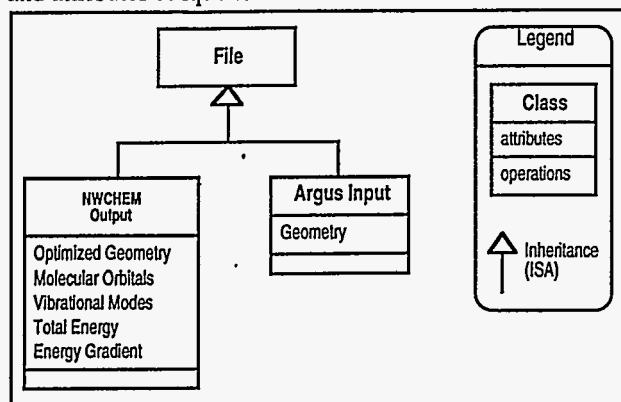 File
NWCHEM
Output
Optimized Geometry
Molecular Orbitals
Vibrational Modes
Total Energy
Energy Gradient
Argus Input
Geometry
Legend
Class
attributes
operations
Inheritance
(ISA)